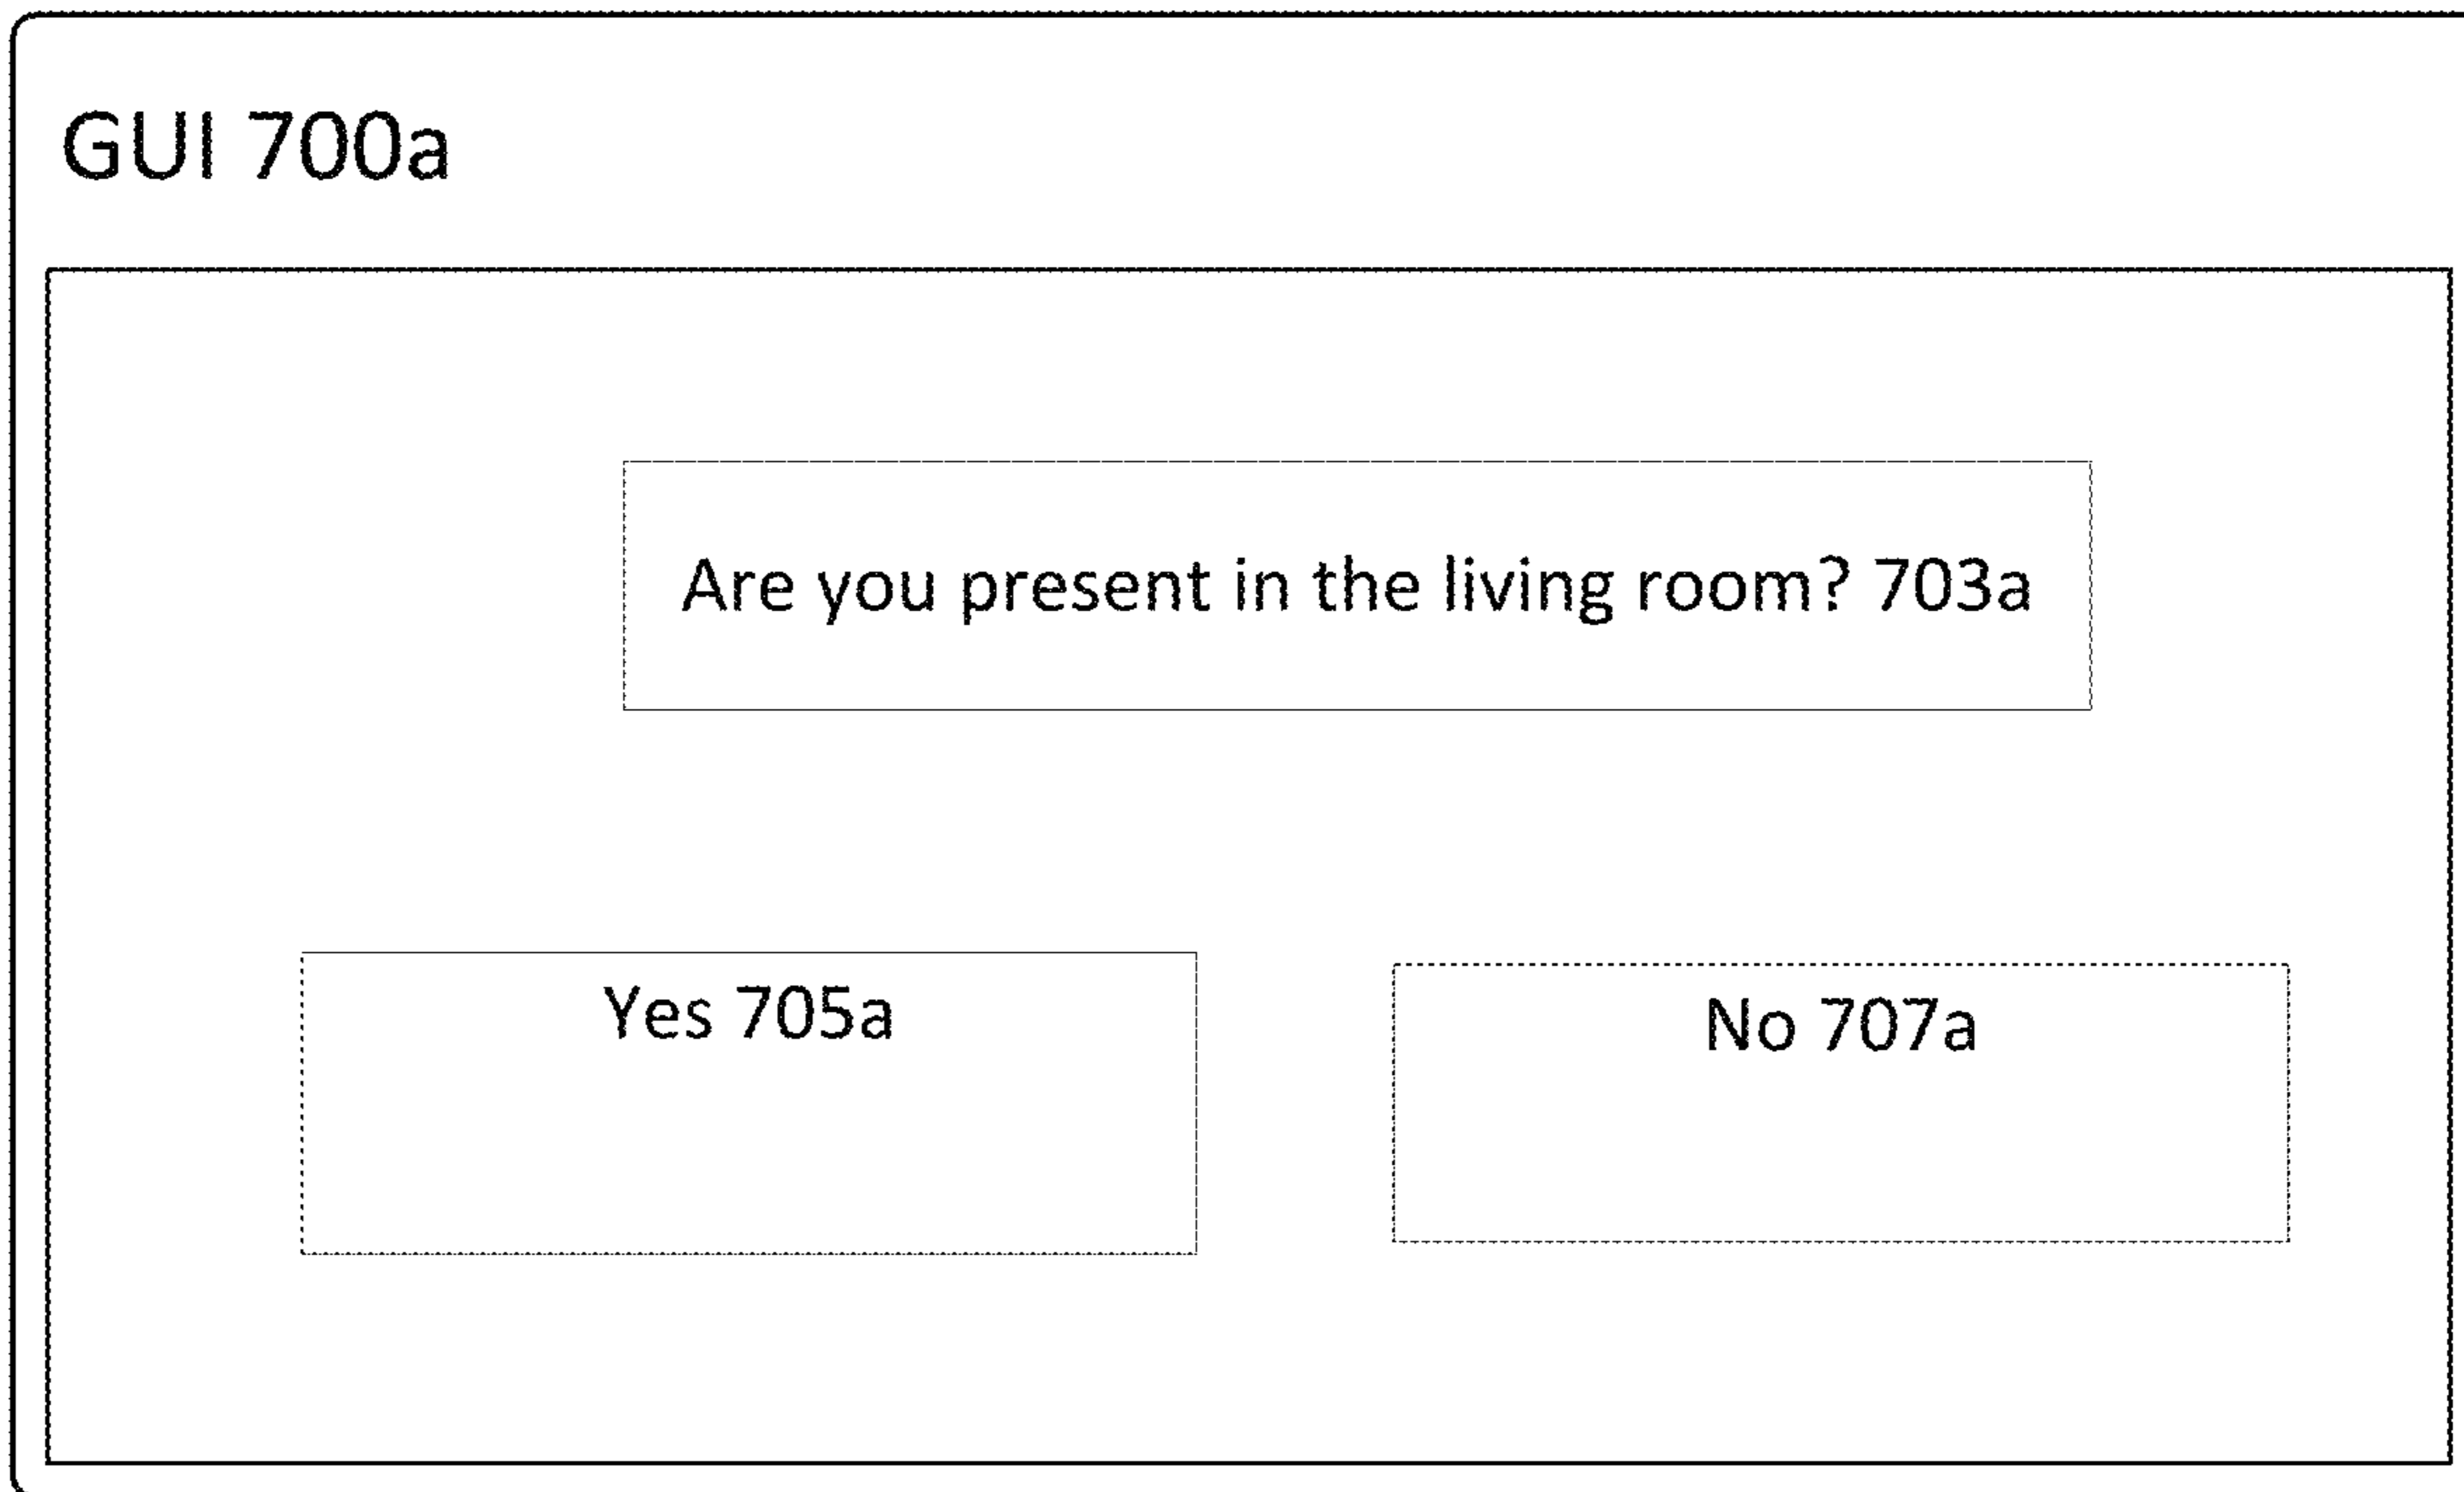 GUI 700a
Are you present in the living room? 703a
Yes 705a
No 707a